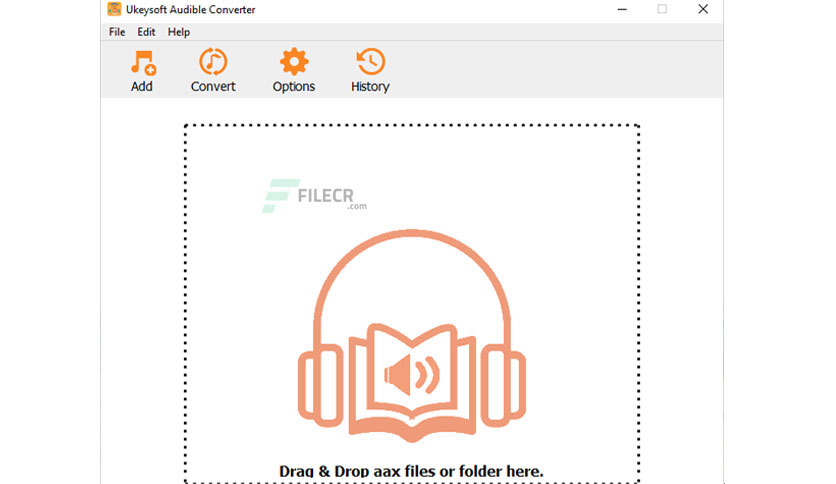 Ukeysoft Audible Converter
File Edit Help
Add Convert Options History
FILECR
.com
Drag & Drop aax files or folder here.